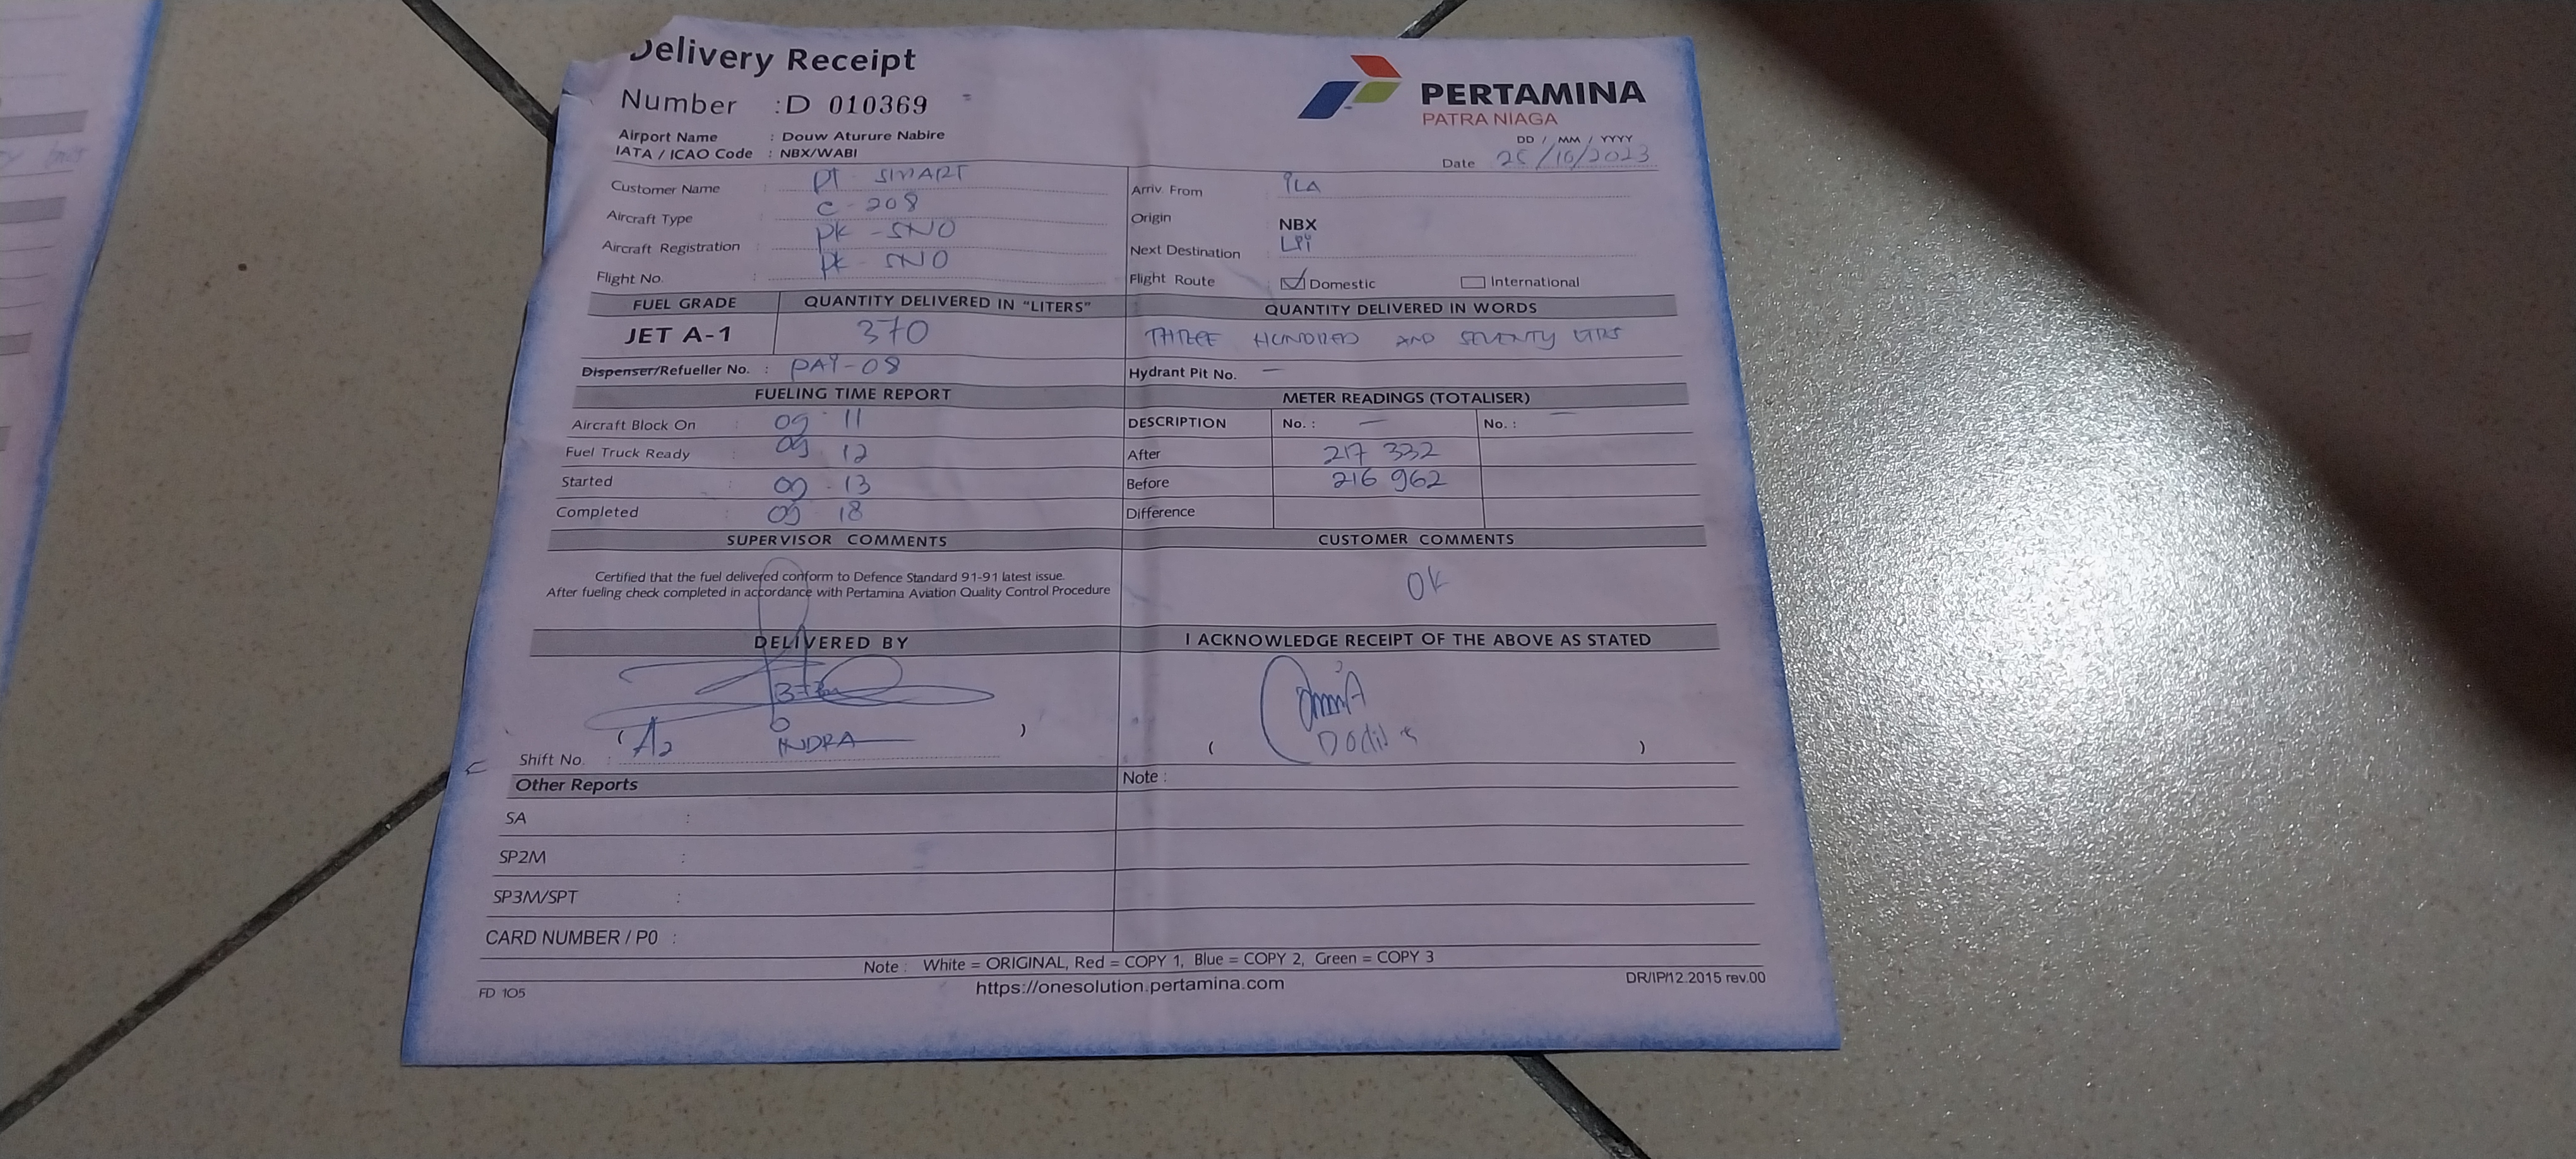 Delivery Receipt
Number : D 010369
PERTAMINA
PATRA NIAGA
Airport Name : Douw Aturure Nabire
IATA / ICAO Code : NBX/WABI
DD / MM / YYYY
Date 25/10/2023
Customer Name : PT SMART
Arriv. From ILA
Aircraft Type C-208
Origin NBX
Aircraft Registration : PK-SNO
Next Destination LPI
Flight No. : PK-SNO
Flight Route : Domestic International
FUEL GRADE QUANTITY DELIVERED IN "LITERS" QUANTITY DELIVERED IN WORDS
JET A-1 370 THREE HUNDRED AND SEVENTY LTRS
Dispenser/Refueller No. : PAY-08 Hydrant Pit No. —
FUELING TIME REPORT METER READINGS (TOTALISER)
Aircraft Block On : 09 11 DESCRIPTION No. : — No. : —
Fuel Truck Ready : 09 12 After 217 332
Started : 09 13 Before 216 962
Completed : 09 18 Difference
SUPERVISOR COMMENTS CUSTOMER COMMENTS
Certified that the fuel delivered conform to Defence Standard 91-91 latest issue.
After fueling check completed in accordance with Pertamina Aviation Quality Control Procedure
OK
DELIVERED BY I ACKNOWLEDGE RECEIPT OF THE ABOVE AS STATED
Shift No. : ( A2 INDRA ) ( )
Other Reports Note :
SA :
SP2M :
SP3M/SPT :
CARD NUMBER / P0 :
Note : White = ORIGINAL, Red = COPY 1, Blue = COPY 2, Green = COPY 3
FD 105 https://onesolution.pertamina.com DR/IP/12.2015 rev.00